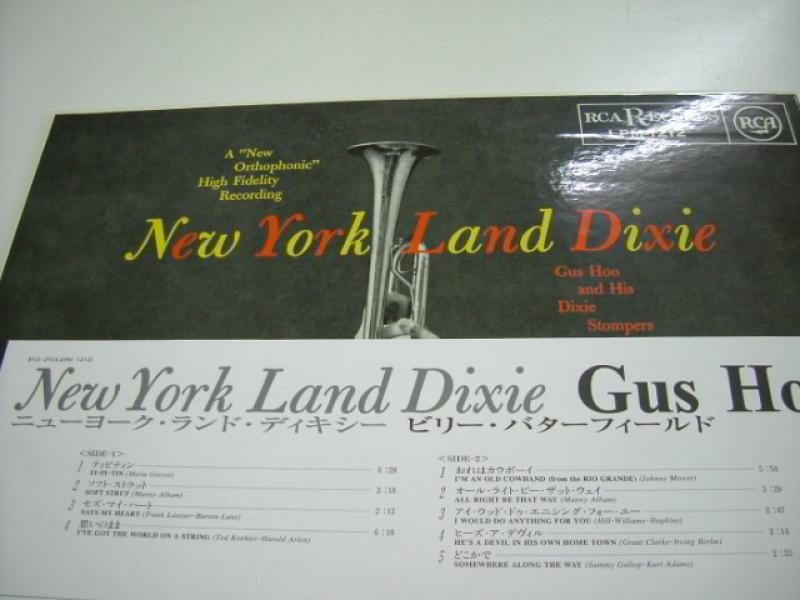 RCA RECORDS
LPM-1212
RCA
A "New
Orthophonic"
High Fidelity
Recording
New York Land Dixie
Gus Hoo
and His
Dixie
Stompers
New York Land Dixie Gus Ho
ニューヨーク・ランド・ディキシー ビリー・バターフィールド
<SIDE-1>
1 ティピティン
TI-PI-TIN (Maria Grever) 6:28
2 ソフト・ストラット
SOFT STRUT (Manny Albam) 3:18
3 セズ・マイ・ハート
SAYS MY HEART (Frank Loesser-Burton Lane) 2:12
4 想いのまま
I'VE GOT THE WORLD ON A STRING (Ted Koehler-Harold Arlen) 6:18
<SIDE-2>
1 おれはカウボーイ
I'M AN OLD COWHAND (from the RIO GRANDE) (Johnny Mercer) 5:54
2 オール・ライト・ビー・ザット・ウェイ
ALL RIGHT BE THAT WAY (Manny Albam) 3:29
3 アイ・ウッド・ドゥ・エニシング・フォー・ユー
I WOULD DO ANYTHING FOR YOU (Hill-Williams-Hopkins) 2:47
4 ヒーズ・ア・デヴィル
HE'S A DEVIL IN HIS OWN HOME TOWN (Grant Clarke-Irving Berlin) 3:14
5 どこかで
SOMEWHERE ALONG THE WAY (Sammy Gallop-Kurt Adams) 2:55